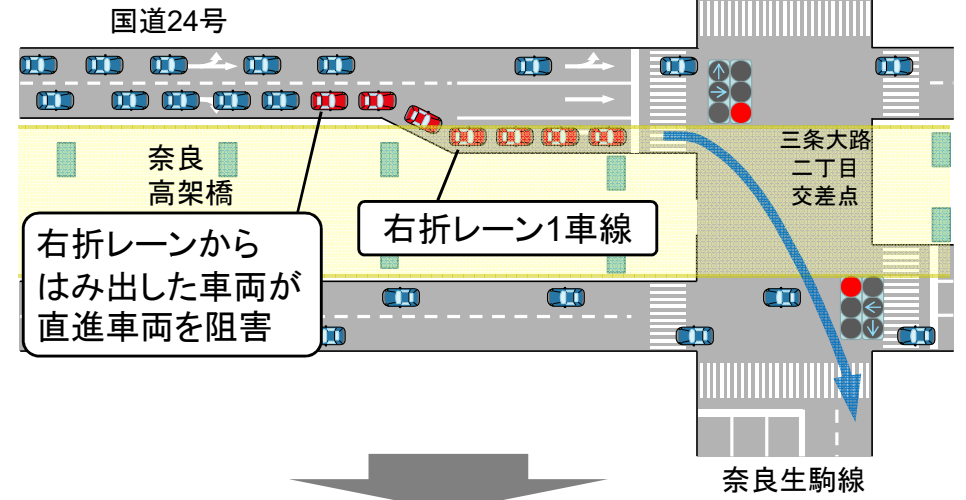 国道24号
三条大路
二丁目
交差点
奈良
高架橋
右折レーン1車線
右折レーンから
はみ出した車両が
直進車両を阻害
奈良生駒線